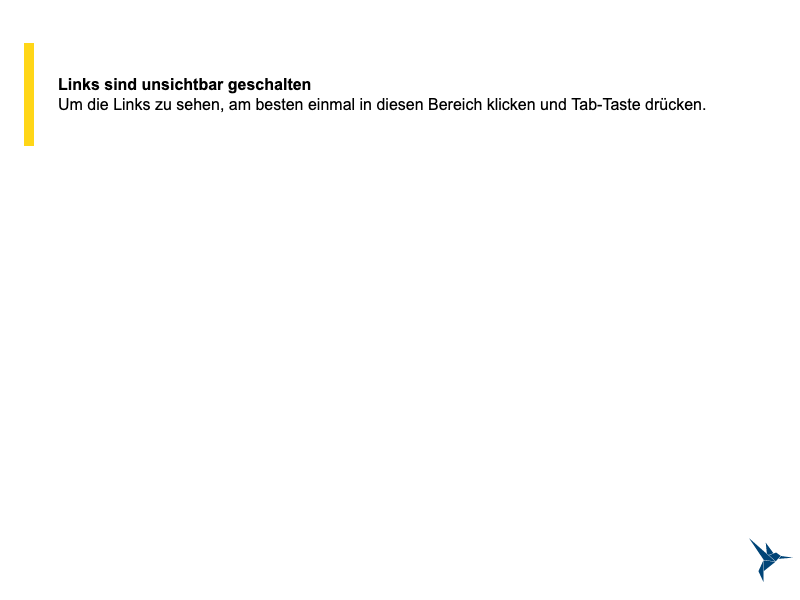 Links sind unsichtbar geschalten
Um die Links zu sehen, am besten einmal in diesen Bereich klicken und Tab-Taste drücken.